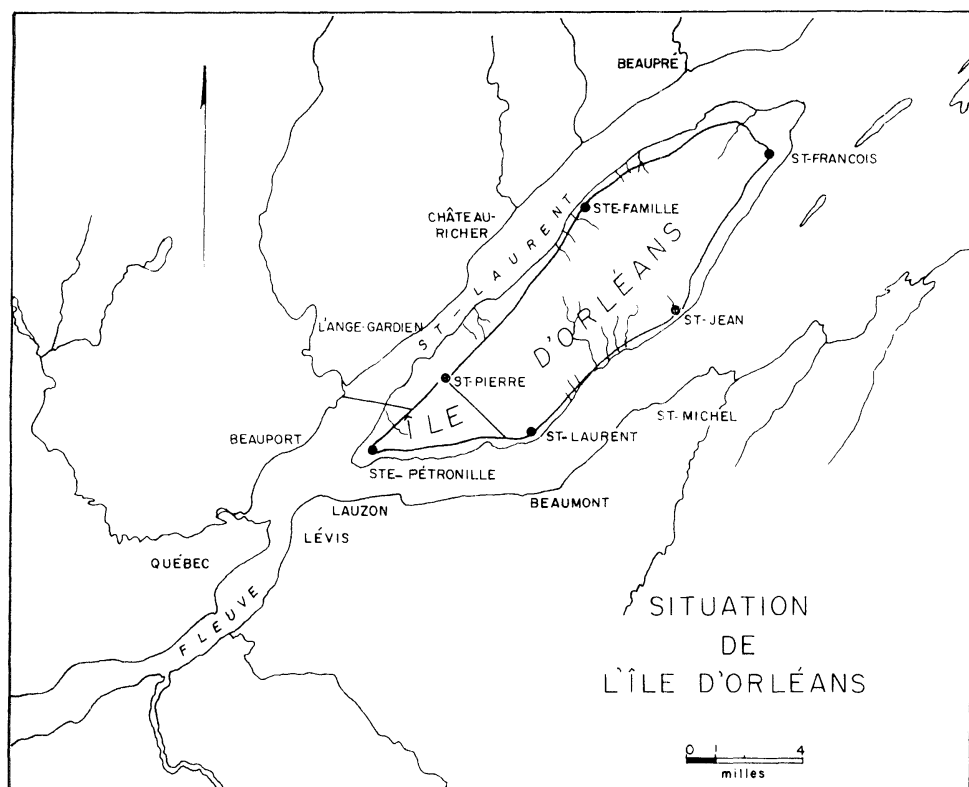 BEAUPRÉ
ST-FRANCOIS
STE-FAMILLE
CHÂTEAU-
RICHER
ST-LAURENT
D'ORLÉANS
L'ANGE-GARDIEN
ST-JEAN
ST-PIERRE
ÎLE
ST-MICHEL
BEAUPORT
ST-LAURENT
STE-PÉTRONILLE
BEAUMONT
LAUZON
LÉVIS
QUÉBEC
FLEUVE
SITUATION
DE
L'ÎLE D'ORLÉANS
0 1 4
milles